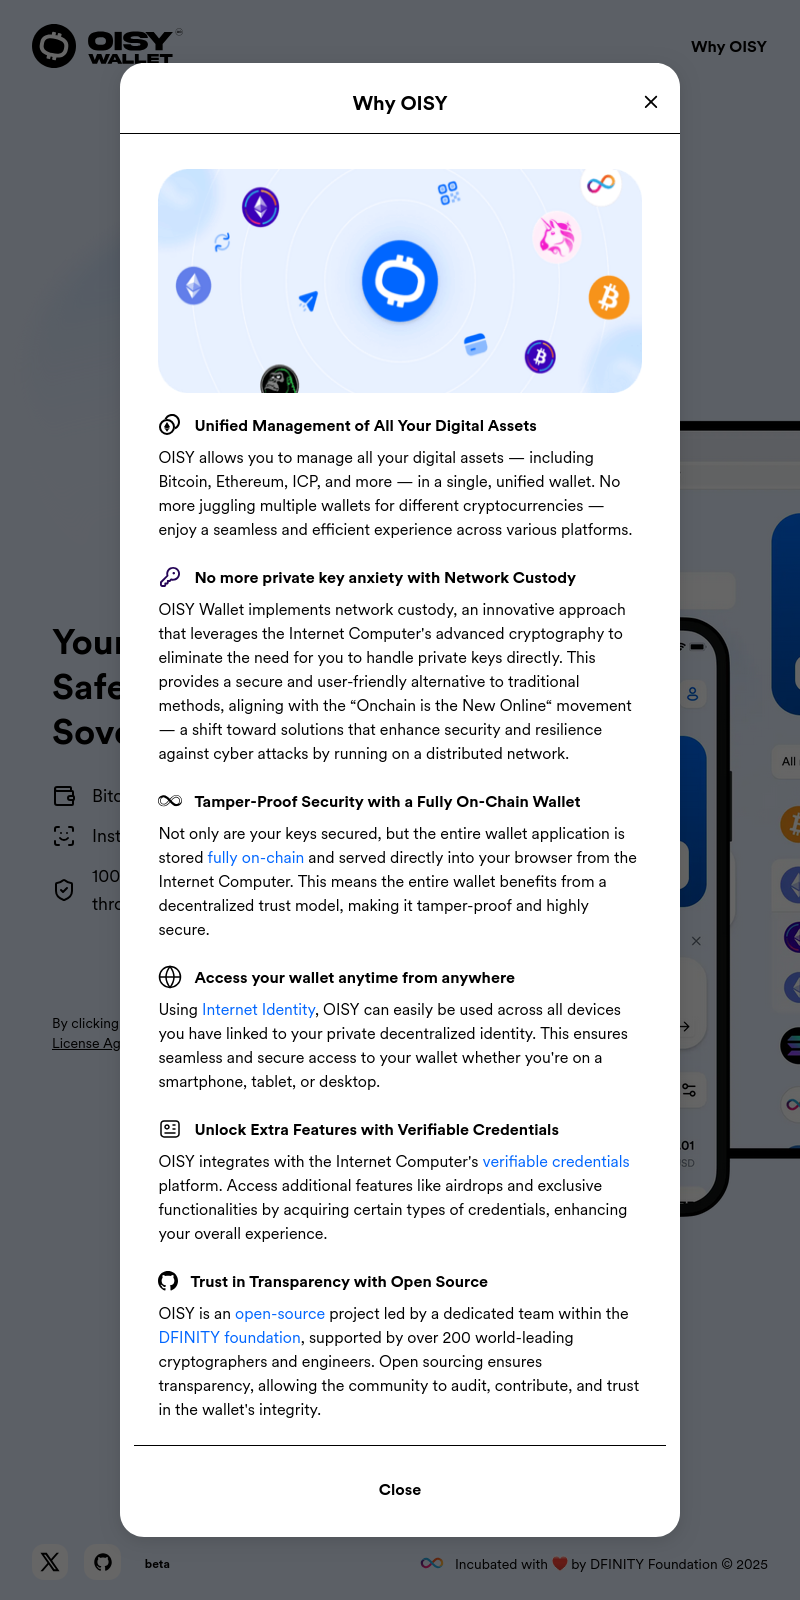 OISY
WALLET
Why OISY
Why OISY
Unified Management of All Your Digital Assets
OISY allows you to manage all your digital assets — including
Bitcoin, Ethereum, ICP, and more — in a single, unified wallet. No
more juggling multiple wallets for different cryptocurrencies —
enjoy a seamless and efficient experience across various platforms.
No more private key anxiety with Network Custody
OISY Wallet implements network custody, an innovative approach
that leverages the Internet Computer's advanced cryptography to
eliminate the need for you to handle private keys directly. This
provides a secure and user-friendly alternative to traditional
methods, aligning with the “Onchain is the New Online“ movement
— a shift toward solutions that enhance security and resilience
against cyber attacks by running on a distributed network.
Tamper-Proof Security with a Fully On-Chain Wallet
Not only are your keys secured, but the entire wallet application is
stored fully on-chain and served directly into your browser from the
Internet Computer. This means the entire wallet benefits from a
decentralized trust model, making it tamper-proof and highly
secure.
Access your wallet anytime from anywhere
Using Internet Identity, OISY can easily be used across all devices
you have linked to your private decentralized identity. This ensures
seamless and secure access to your wallet whether you're on a
smartphone, tablet, or desktop.
Unlock Extra Features with Verifiable Credentials
OISY integrates with the Internet Computer's verifiable credentials
platform. Access additional features like airdrops and exclusive
functionalities by acquiring certain types of credentials, enhancing
your overall experience.
Trust in Transparency with Open Source
OISY is an open-source project led by a dedicated team within the
DFINITY foundation, supported by over 200 world-leading
cryptographers and engineers. Open sourcing ensures
transparency, allowing the community to audit, contribute, and trust
in the wallet's integrity.
Close
Your
Safe
Sove
Bitc
Inst
100
thro
By clicking
License Ag
All
01
SD
beta
Incubated with ❤️ by DFINITY Foundation © 2025